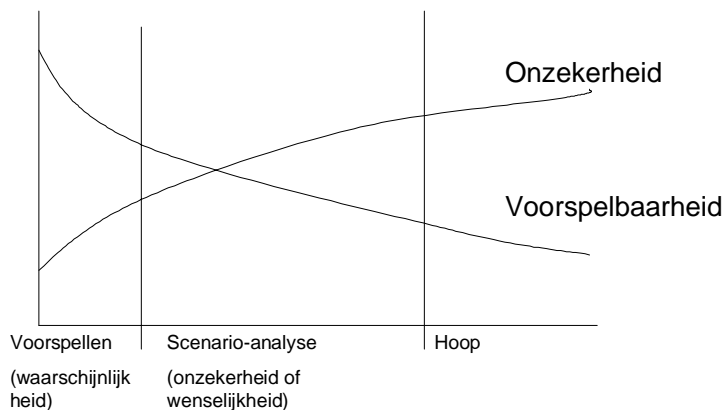 Onzekerheid
Voorspelbaarheid
Voorspellen
(waarschijnlijk
heid)
Scenario-analyse
(onzekerheid of
wenselijkheid)
Hoop